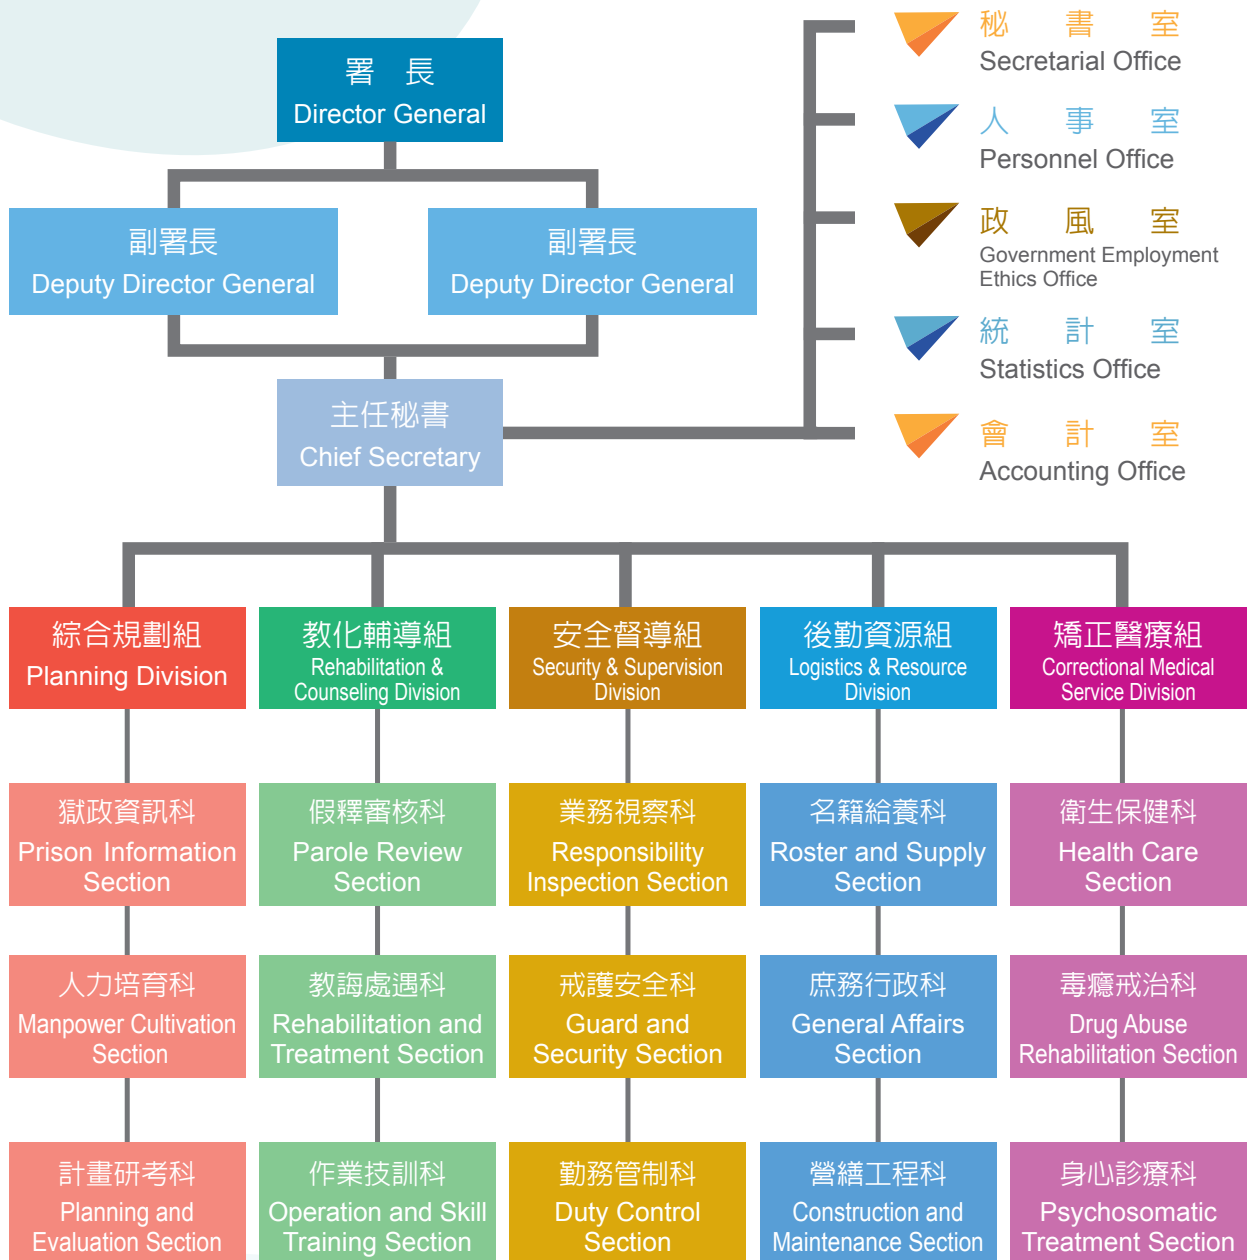 署 長
Director General
副署長
Deputy Director General
副署長
Deputy Director General
主任秘書
Chief Secretary
秘 書 室
Secretarial Office
人 事 室
Personnel Office
政 風 室
Government Employment
Ethics Office
統 計 室
Statistics Office
會 計 室
Accounting Office
綜合規劃組
Planning Division
教化輔導組
Rehabilitation &
Counseling Division
安全督導組
Security & Supervision
Division
後勤資源組
Logistics & Resource
Division
矯正醫療組
Correctional Medical
Service Division
獄政資訊科
Prison Information
Section
假釋審核科
Parole Review
Section
業務視察科
Responsibility
Inspection Section
名籍給養科
Roster and Supply
Section
衛生保健科
Health Care
Section
人力培育科
Manpower Cultivation
Section
教誨處遇科
Rehabilitation and
Treatment Section
戒護安全科
Guard and
Security Section
庶務行政科
General Affairs
Section
毒癮戒治科
Drug Abuse
Rehabilitation Section
計畫研考科
Planning and
Evaluation Section
作業技訓科
Operation and Skill
Training Section
勤務管制科
Duty Control
Section
營繕工程科
Construction and
Maintenance Section
身心診療科
Psychosomatic
Treatment Section